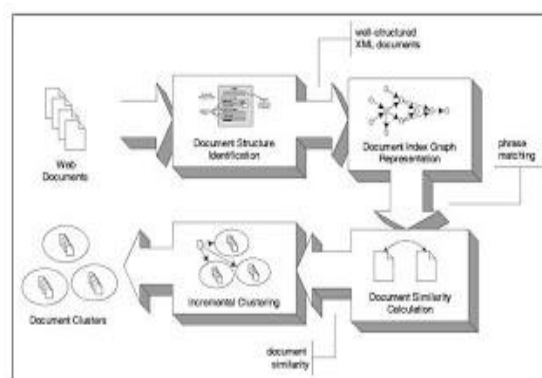 well-structured
XML documents
Web
Documents
Document Structure
Identification
Document Index Graph
Representation
phrase
matching
Document Clusters
Incremental Clustering
Document Similarity
Calculation
document
similarity